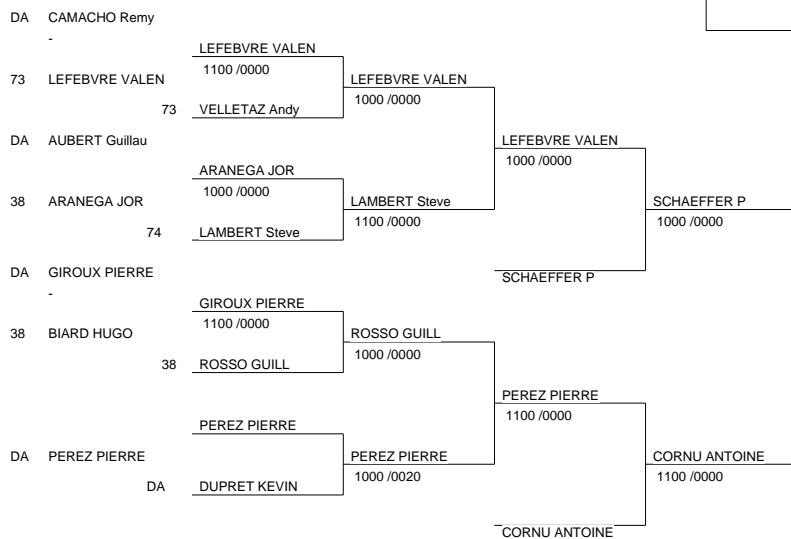 DA CAMACHO Remy
-
LEFEBVRE VALEN
1100 /0000
73 LEFEBVRE VALEN
LEFEBVRE VALEN
1000 /0000
73 VELLETAZ Andy
DA AUBERT Guillau
LEFEBVRE VALEN
1000 /0000
ARANEGA JOR
1000 /0000
38 ARANEGA JOR
LAMBERT Steve
1100 /0000
SCHAEFFER P
1000 /0000
74 LAMBERT Steve
DA GIROUX PIERRE
SCHAEFFER P
-
GIROUX PIERRE
1100 /0000
38 BIARD HUGO
ROSSO GUILL
1000 /0000
38 ROSSO GUILL
PEREZ PIERRE
1100 /0000
PEREZ PIERRE
DA PEREZ PIERRE
PEREZ PIERRE
1000 /0020
CORNU ANTOINE
1100 /0000
DA DUPRET KEVIN
CORNU ANTOINE